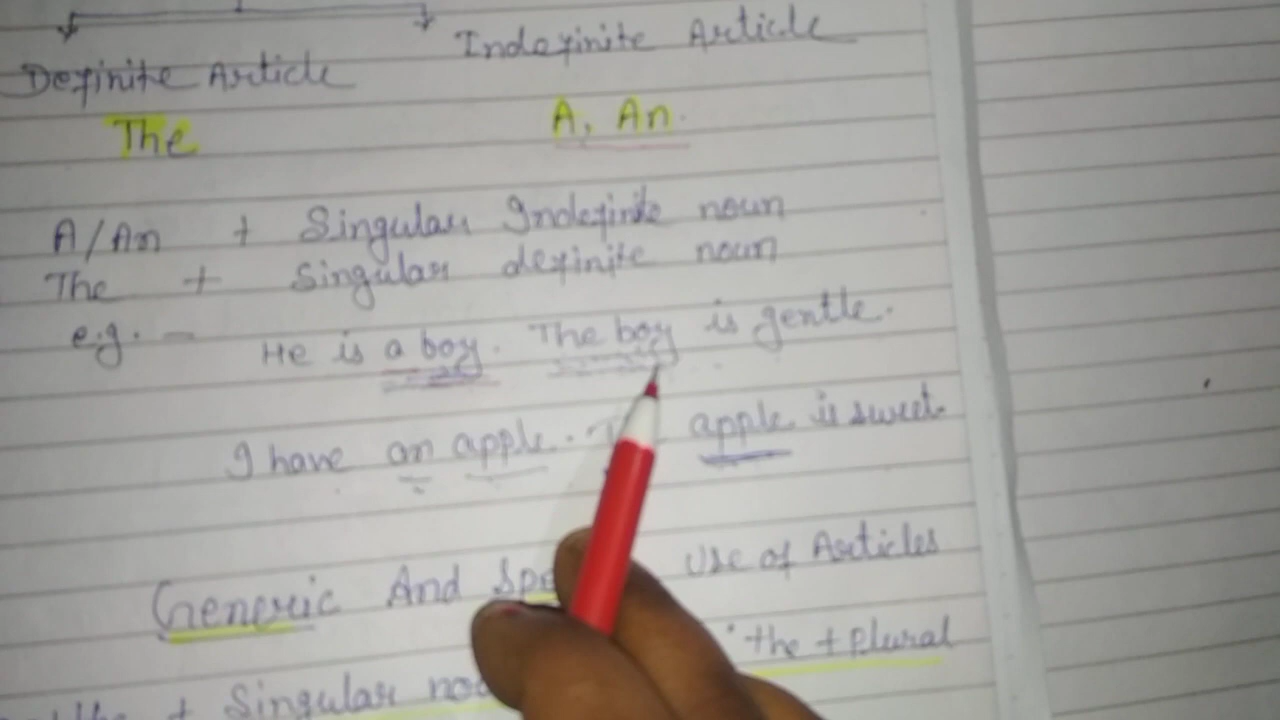 Indefinite Article
Definite Article
The
A, An.
A/An + Singular Indefinite noun
The + Singular definite noun
e.g. - He is a boy. The boy is gentle.
I have an apple. apple is sweet.
Generic And Use of Articles
the + Plural
+ Singular